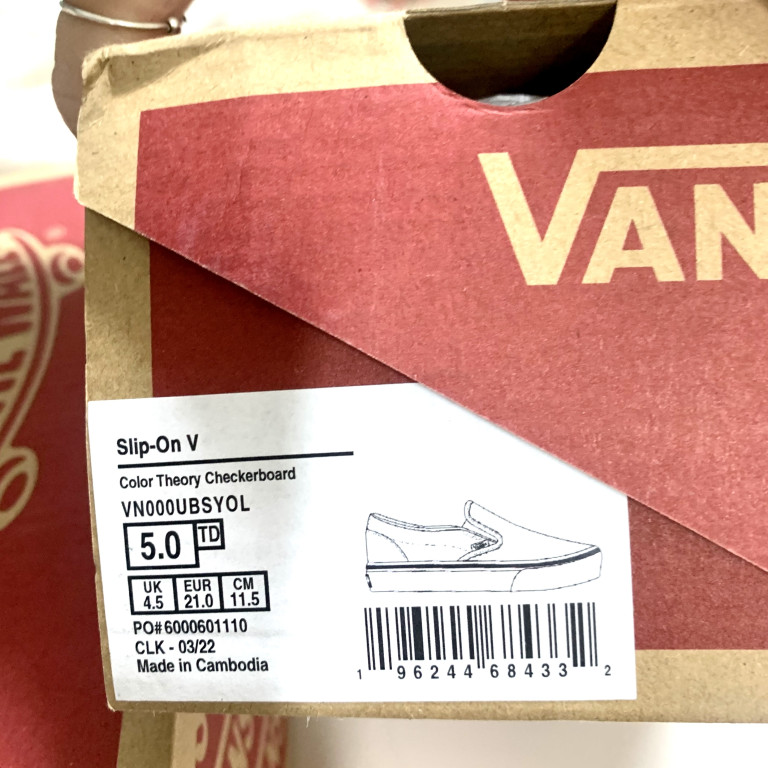 VAN
Slip-On V
Color Theory Checkerboard
VN000UBSYOL
5.0 TD
UK EUR CM
4.5 21.0 11.5
PO# 6000601110
CLK - 03/22
Made in Cambodia
1 96244 68433 2